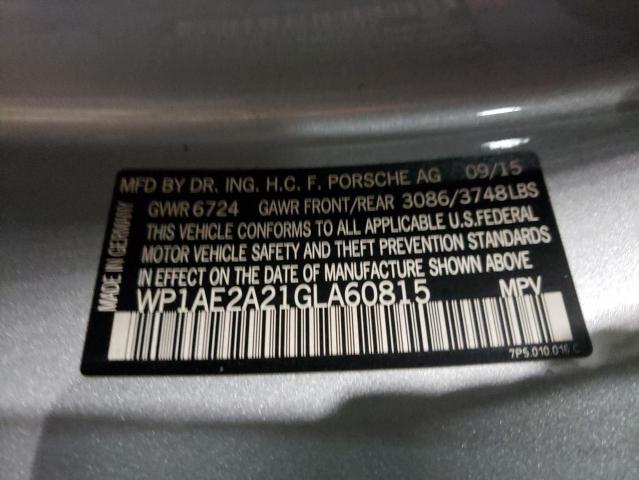 MFD BY DR. ING. H.C. F. PORSCHE AG 09/15
GVWR 6724 GAWR FRONT/REAR 3086/3748LBS
THIS VEHICLE CONFORMS TO ALL APPLICABLE U.S.FEDERAL
MOTOR VEHICLE SAFETY AND THEFT PREVENTION STANDARDS
IN EFFECT ON THE DATE OF MANUFACTURE SHOWN ABOVE.
WP1AE2A21GLA60815 MPV
7P5.010.016 C
MADE IN GERMANY